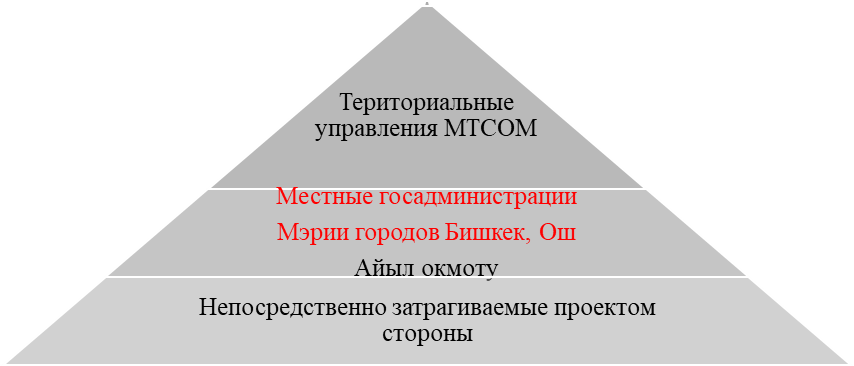 Териториальные
управления МТСОМ
Местные госадминистрации
Мэрии городов Бишкек, Ош
Айыл окмоту
Непосредственно затрагиваемые проектом
стороны